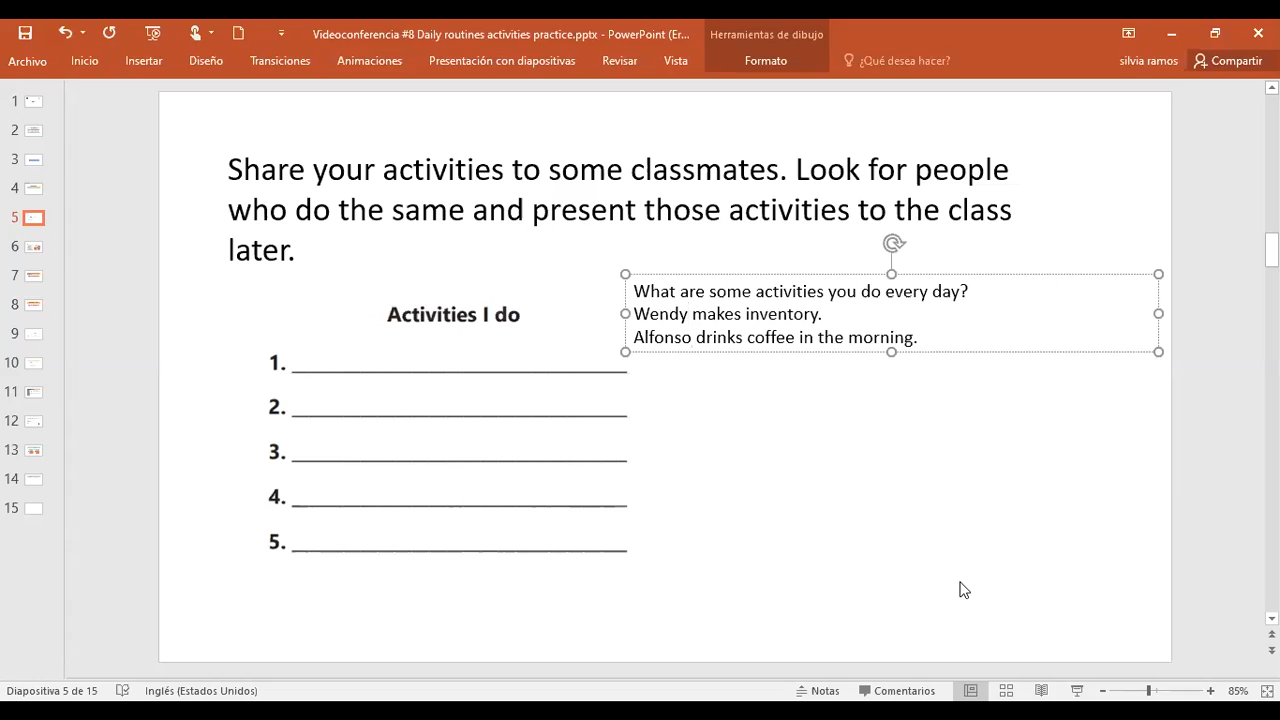 Videoconferencia #8 Daily routines activities practice.pptx - PowerPoint (Er...
Herramientas de dibujo
Archivo
Inicio
Insertar
Diseño
Transiciones
Animaciones
Presentación con diapositivas
Revisar
Vista
Formato
¿Qué desea hacer?
silvia ramos
Compartir
1
2
3
4
5
6
7
8
9
10
11
12
13
14
15
Share your activities to some classmates. Look for people
who do the same and present those activities to the class
later.
What are some activities you do every day?
Wendy makes inventory.
Alfonso drinks coffee in the morning.
Activities I do
1.
2.
3.
4.
5.
Diapositiva 5 de 15
Inglés (Estados Unidos)
Notas
Comentarios
85%